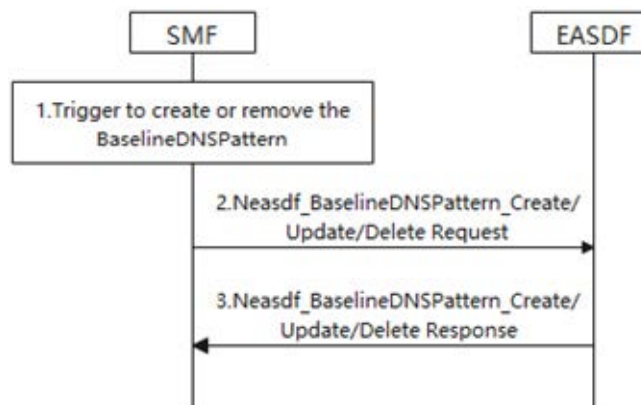 SMF
EASDF
1.Trigger to create or remove the
BaselineDNSPattern
2.Neasdf_BaselineDNSPattern_Create/
Update/Delete Request
3.Neasdf_BaselineDNSPattern_Create/
Update/Delete Response